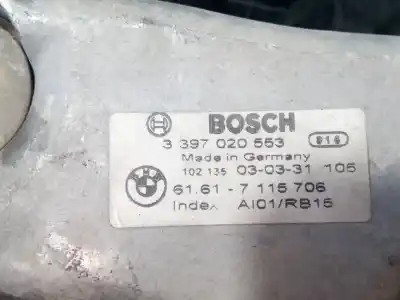 BOSCH
3 397 020 553 816
Made in Germany
102 135 03-03-31 105
61.61-7 115 706
Index AI01/RB15